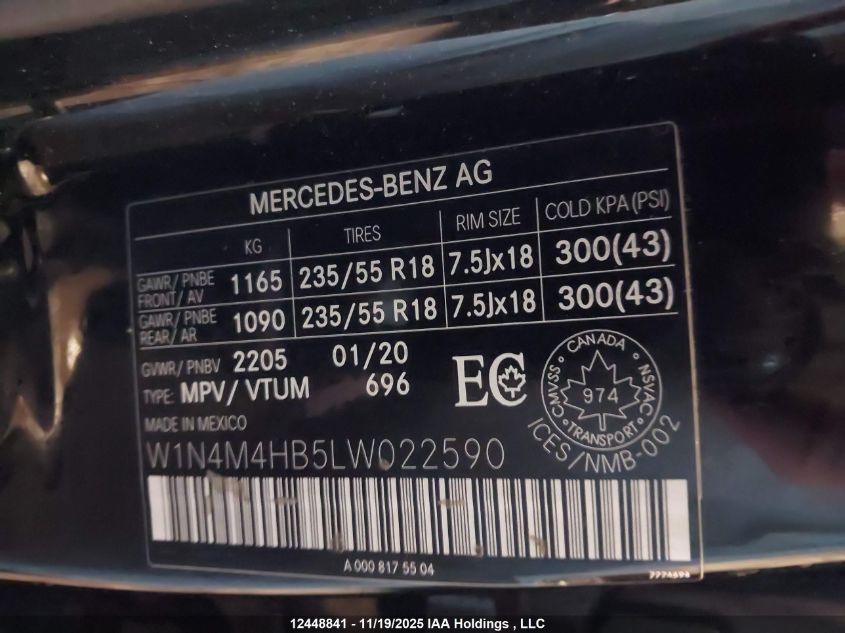 MERCEDES-BENZ AG
KG TIRES RIM SIZE COLD KPA (PSI)
GAWR/ PNBE FRONT/ AV 1165 235/55 R18 7.5Jx18 300(43)
GAWR/ PNBE REAR/ AR 1090 235/55 R18 7.5Jx18 300(43)
GVWR/ PNBV 2205 01/20
TYPE: MPV/ VTUM 696
EC
CANADA
CMVSS 974 NSVAC
TRANSPORT
ICES/NMB-002
MADE IN MEXICO
W1N4M4HB5LW022590
A 000 817 55 04
12448841 - 11/19/2025 IAA Holdings , LLC